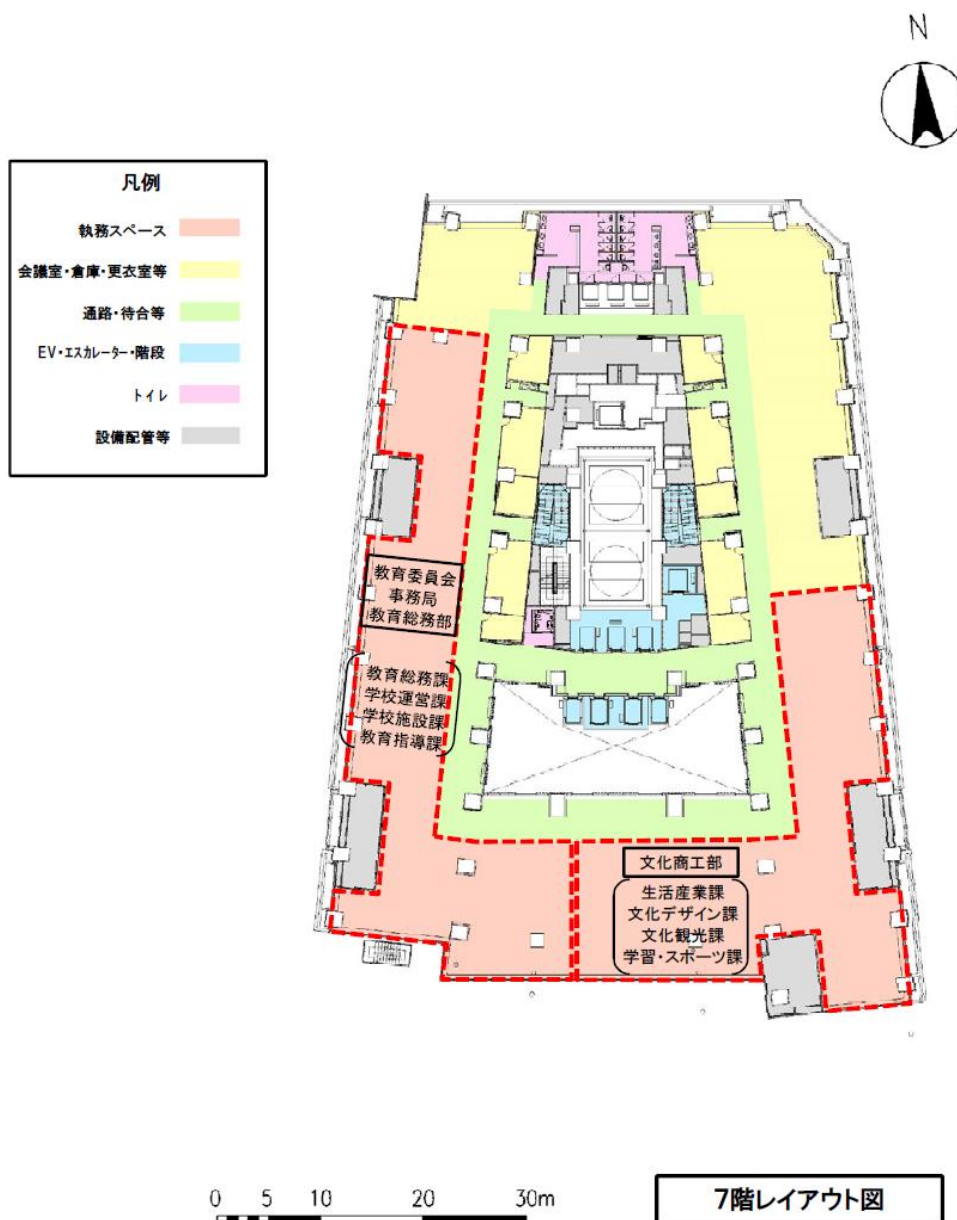 N
凡例
執務スペース
会議室・倉庫・更衣室等
通路・待合等
EV・エスカレーター・階段
トイレ
設備配管等
教育委員会
事務局
教育総務部
教育総務課
学校運営課
学校施設課
教育指導課
文化商工部
生活産業課
文化デザイン課
文化観光課
学習・スポーツ課
0 5 10 20 30m
7階レイアウト図